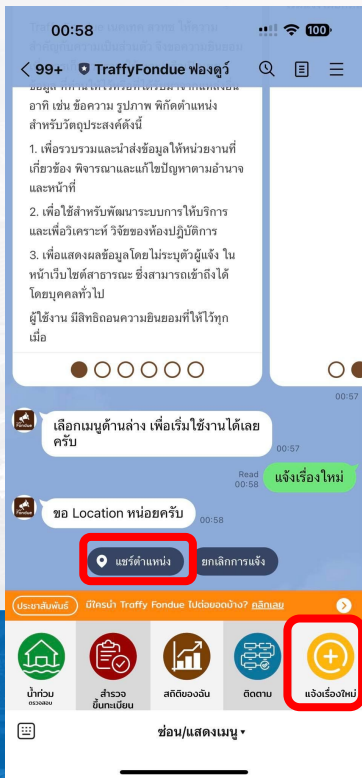 00:58
100
99+ TraffyFondue ฟองดูว์
อาทิ เช่น ข้อความ รูปภาพ พิกัดตำแหน่ง
สำหรับวัตถุประสงค์ดังนี้
1. เพื่อรวบรวมและนำส่งข้อมูลให้หน่วยงานที่
เกี่ยวข้อง พิจารณาและแก้ไขปัญหาตามอำนาจ
และหน้าที่
2. เพื่อใช้สำหรับพัฒนาระบบการให้บริการ
และเพื่อวิเคราะห์ วิจัยของห้องปฏิบัติการ
3. เพื่อแสดงผลข้อมูลโดยไม่ระบุตัวผู้แจ้ง ใน
หน้าเว็บไซต์สาธารณะ ซึ่งสามารถเข้าถึงได้
โดยบุคคลทั่วไป
ผู้ใช้งาน มีสิทธิถอนความยินยอมที่ให้ไว้ทุก
เมื่อ
00:57
เลือกเมนูด้านล่าง เพื่อเริ่มใช้งานได้เลย
ครับ
00:57
Read
00:58
แจ้งเรื่องใหม่
ขอ Location หน่อยครับ
00:58
แชร์ตำแหน่ง
ยกเลิกการแจ้ง
ประชาสัมพันธ์ มีใครนำ Traffy Fondue ไปต่อยอดบ้าง? คลิกเลย
น้ำท่วม
ตรวจสอบ
สำรวจ
ขึ้นทะเบียน
สถิติของฉัน
ติดตาม
แจ้งเรื่องใหม่
ซ่อน/แสดงเมนู